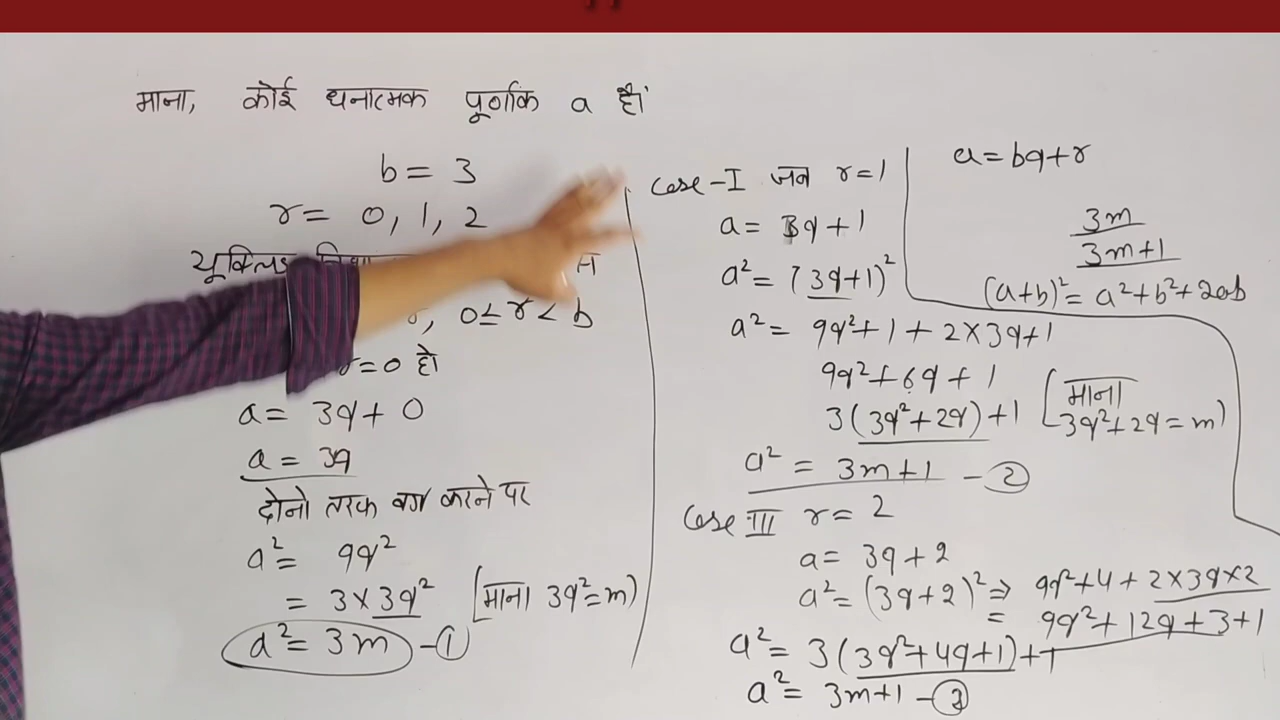 माना, कोई धनात्मक पूर्णांक a है।
b = 3
r = 0, 1, 2
यूक्लिड
, 0 ≤ r < b
r = 0 हो
a = 3q + 0
a = 3q
दोनो तरफ वर्ग करने पर
a² = 9q²
= 3 × 3q² [माना 3q² = m)
a² = 3m - ①
Case - I जब r = 1
a = 3q + 1
a² = (3q + 1)²
a² = 9q² + 1 + 2 × 3q + 1
9q² + 6q + 1
3(3q² + 2q) + 1 [माना 3q² + 2q = m)
a² = 3m + 1 - ②
Case III r = 2
a = 3q + 2
a² = (3q + 2)² ⇒ 9q² + 4 + 2 × 3q × 2
= 9q² + 12q + 3 + 1
a² = 3(3q² + 4q + 1) + 1
a² = 3m + 1 - ③
a = bq + r
3m
3m + 1
(a + b)² = a² + b² + 2ab